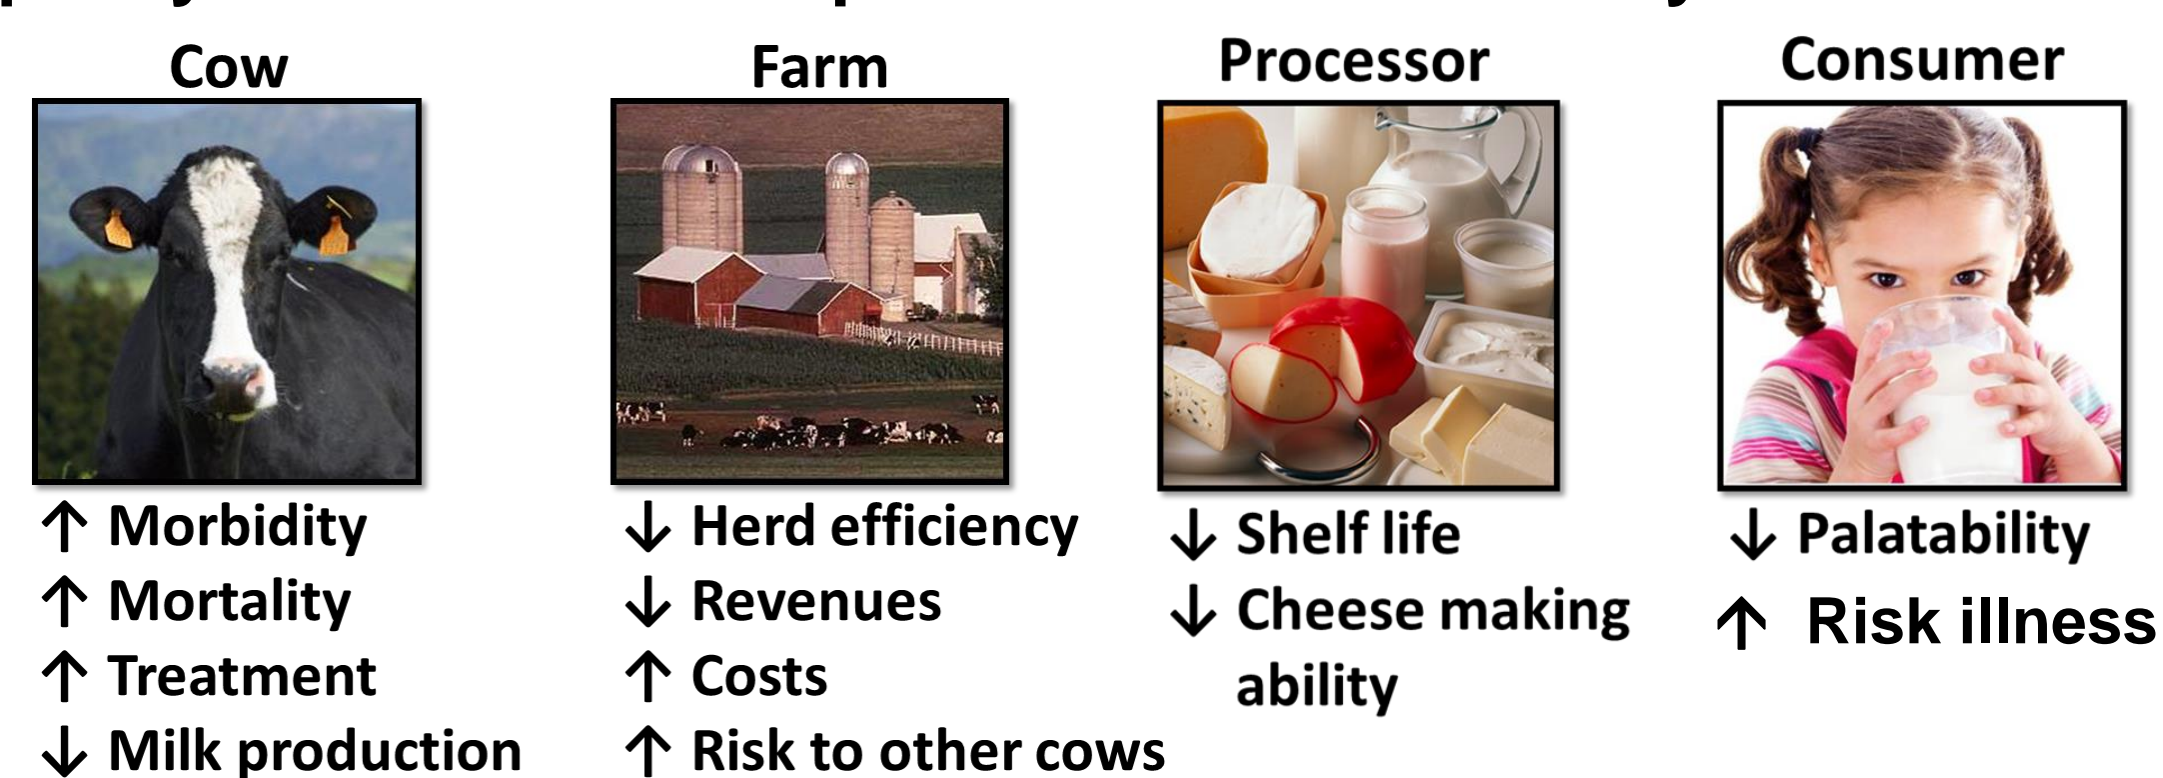 Cow
↑ Morbidity
↑ Mortality
↑ Treatment
↓ Milk production
Farm
↓ Herd efficiency
↓ Revenues
↑ Costs
↑ Risk to other cows
Processor
↓ Shelf life
↓ Cheese making
ability
Consumer
↓ Palatability
↑ Risk illness